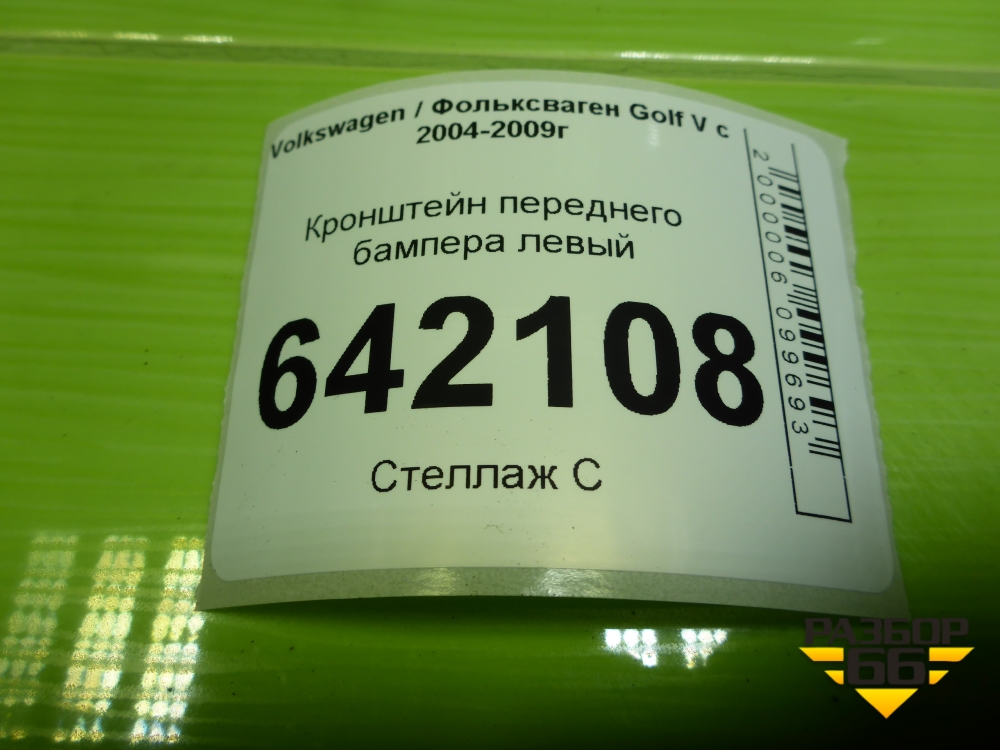 Volkswagen / Фольксваген Golf V с
2004-2009г
Кронштейн переднего
бампера левый
642108
Стеллаж С
2000006099693
РАЗБОР
66